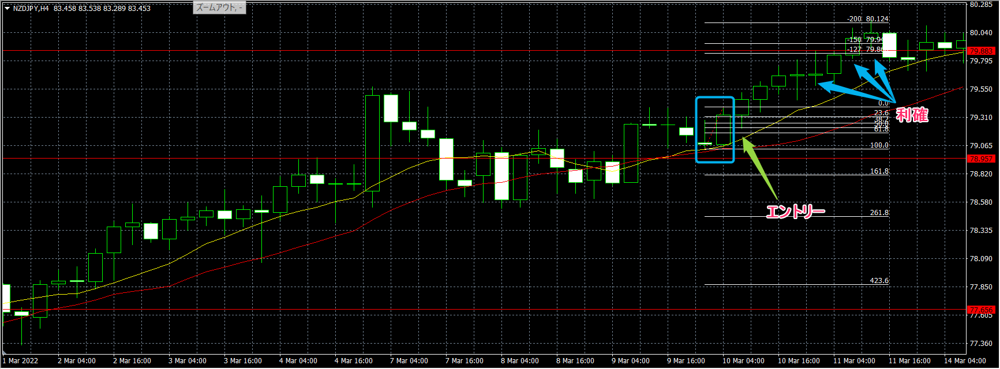 NZDJPY,H4 83.458 83.538 83.289 83.453
ズームアウト, -
80.285
80.040
79.883
79.795
79.550
79.310
79.065
78.957
78.820
78.580
78.335
78.090
77.850
77.656
77.605
77.360
-200 80.124
-150
-127
0.0
23.6
38.2
50.0
61.8
100.0
161.8
261.8
423.6
利確
エントリー
1 Mar 2022
2 Mar 04:00
2 Mar 16:00
3 Mar 04:00
3 Mar 16:00
4 Mar 04:00
4 Mar 16:00
7 Mar 04:00
7 Mar 16:00
8 Mar 04:00
8 Mar 16:00
9 Mar 04:00
9 Mar 16:00
10 Mar 04:00
10 Mar 16:00
11 Mar 04:00
11 Mar 16:00
14 Mar 04:00